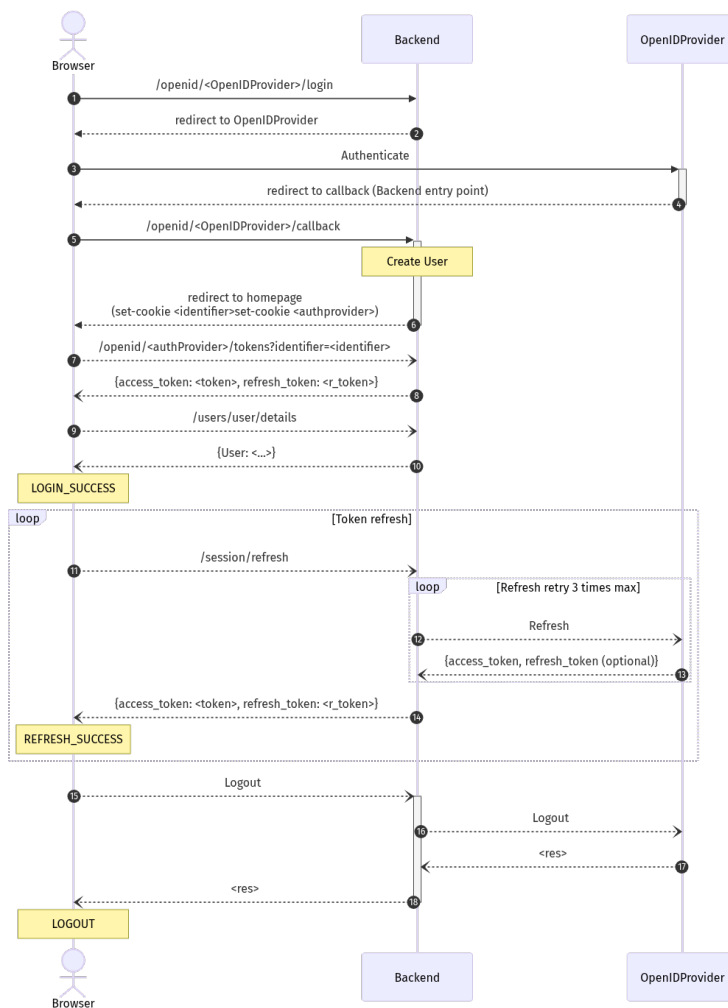 Browser
Backend
OpenIDProvider
/openid/<OpenIDProvider>/login
1
redirect to OpenIDProvider
2
Authenticate
3
redirect to callback (Backend entry point)
4
/openid/<OpenIDProvider>/callback
5
Create User
redirect to homepage
(set-cookie <identifier>set-cookie <authprovider>)
6
/openid/<authProvider>/tokens?identifier=<identifier>
7
{access_token: <token>, refresh_token: <r_token>}
8
/users/user/details
9
{User: <...>}
10
LOGIN_SUCCESS
loop
[Token refresh]
/session/refresh
11
loop
[Refresh retry 3 times max]
Refresh
12
{access_token, refresh_token (optional)}
13
{access_token: <token>, refresh_token: <r_token>}
14
REFRESH_SUCCESS
Logout
15
Logout
16
<res>
17
<res>
18
LOGOUT
Browser
Backend
OpenIDProvider